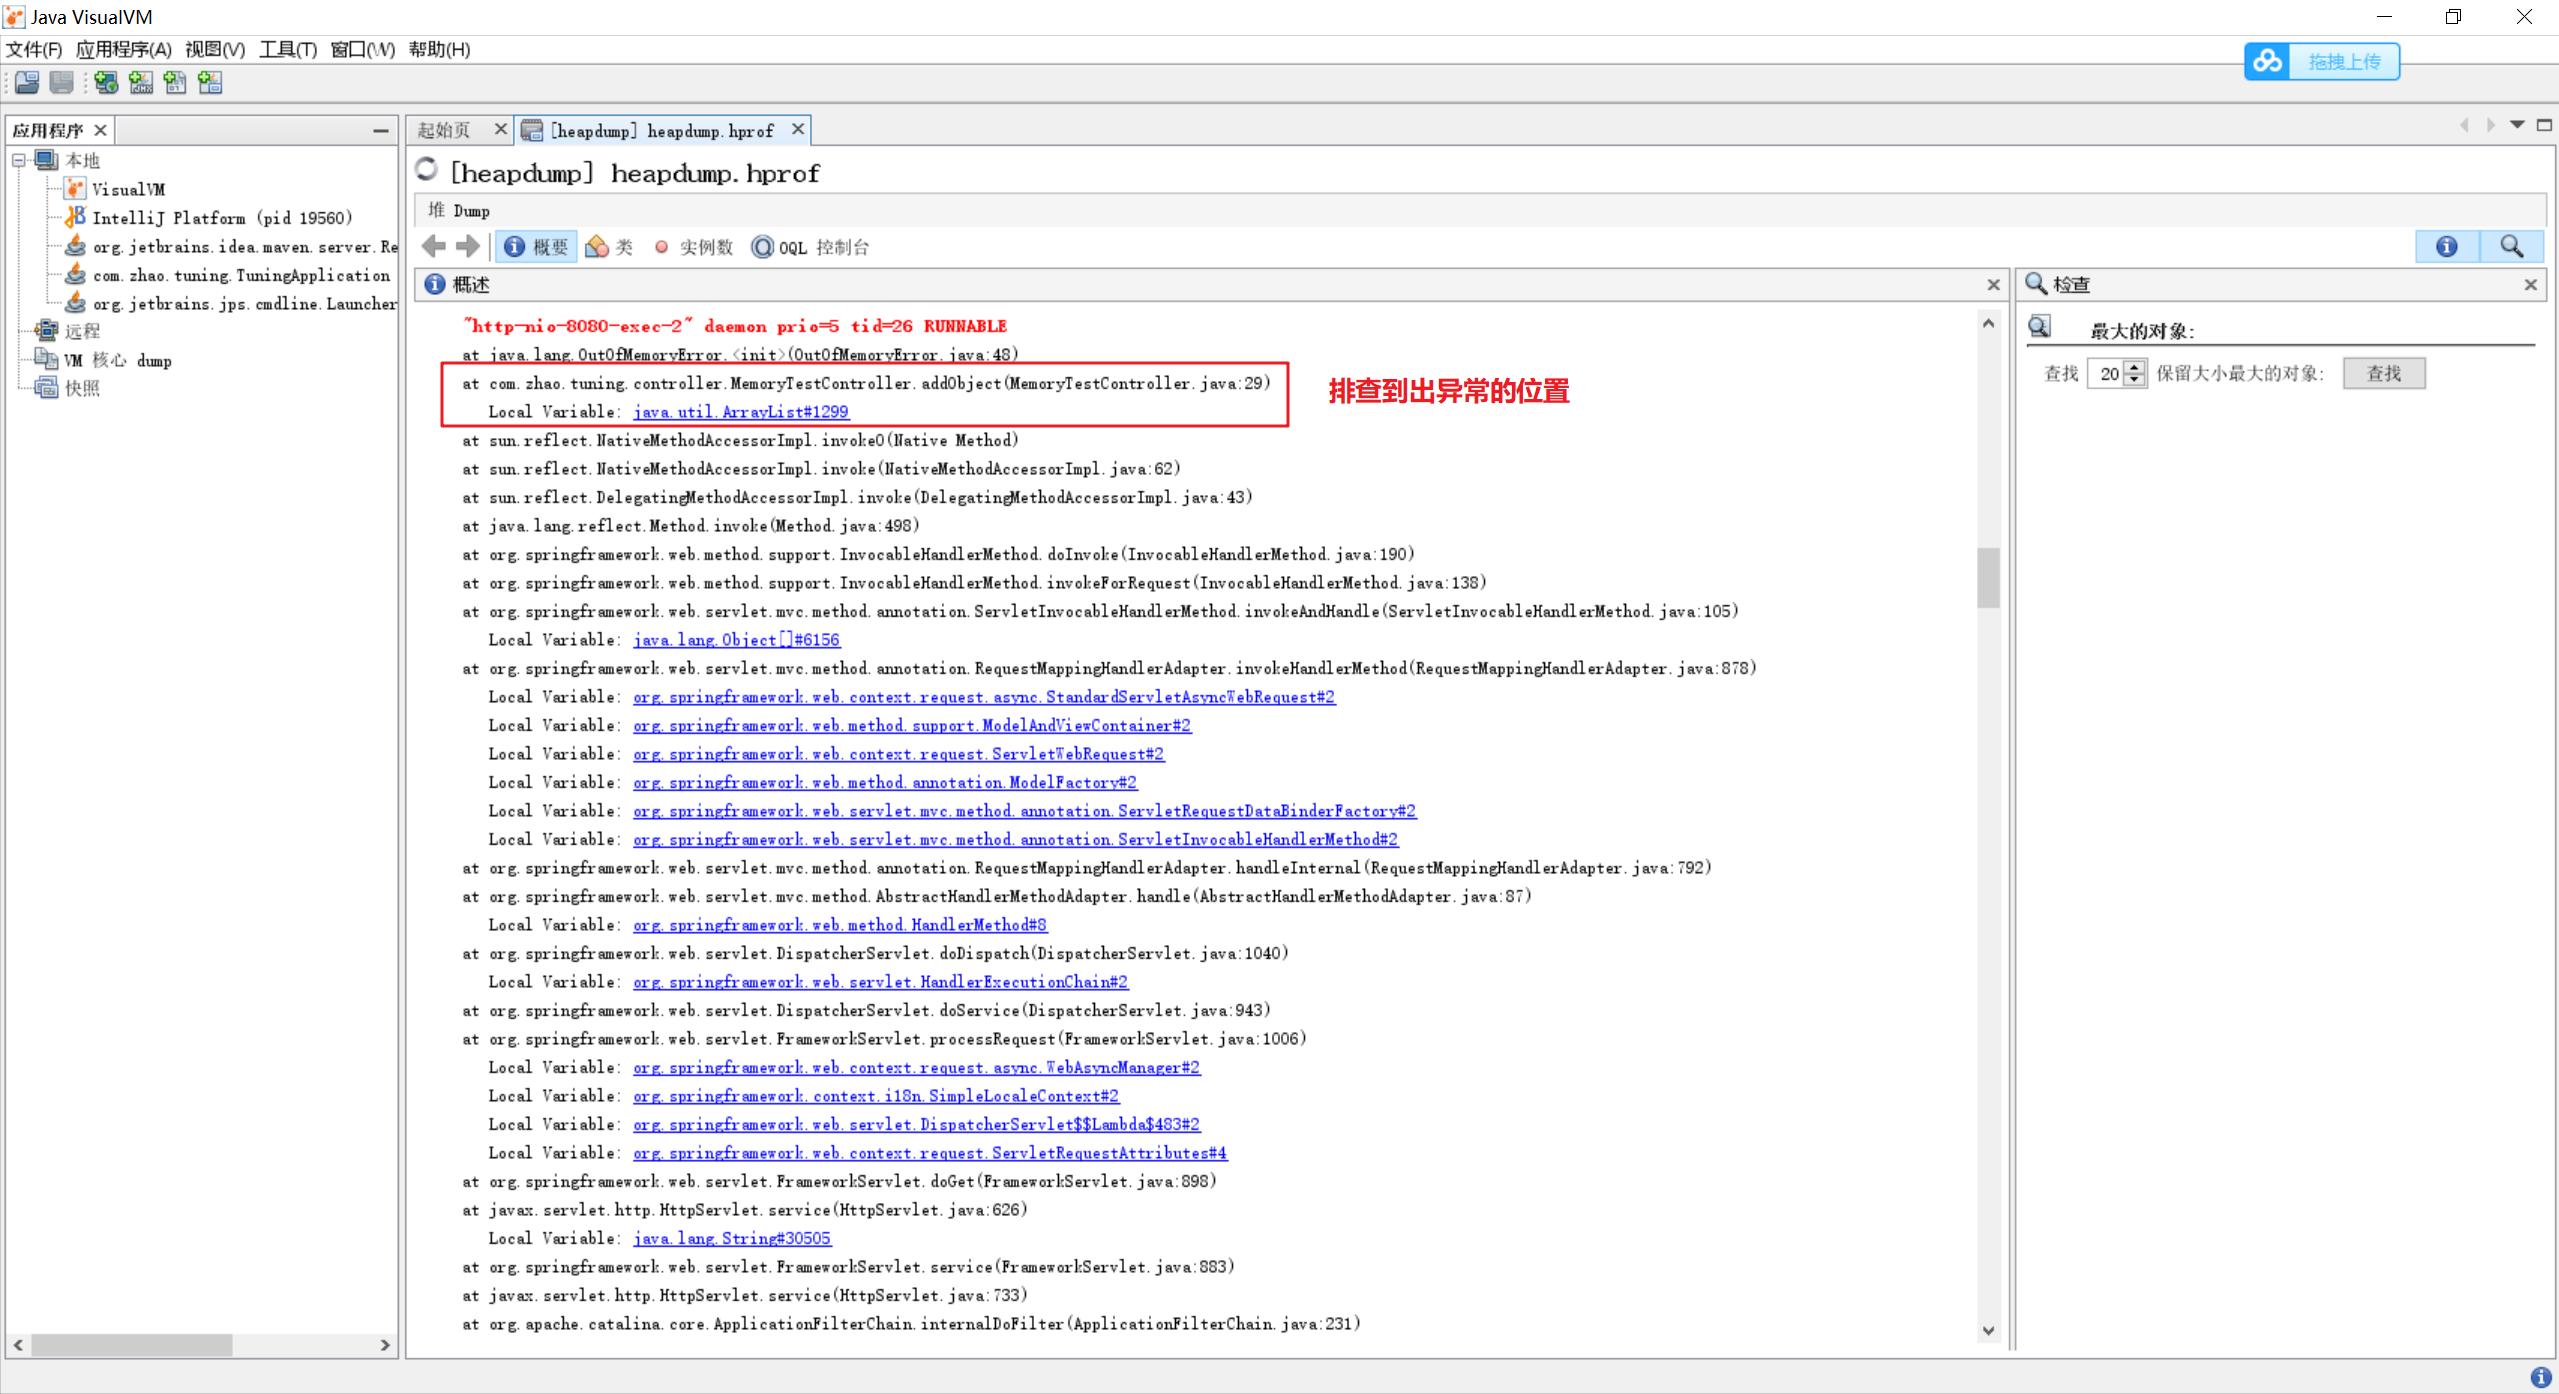 Java VisualVM
文件(F) 应用程序(A) 视图(V) 工具(T) 窗口(W) 帮助(H)
拖拽上传
应用程序
本地
VisualVM
IntelliJ Platform (pid 19560)
org.jetbrains.idea.maven.server.Re
com.zhao.tuning.TuningApplication
org.jetbrains.jps.cmdline.Launcher
远程
VM 核心 dump
快照
起始页 [heapdump] heapdump.hprof
[heapdump] heapdump.hprof
堆 Dump
概要 类 实例数 OQL 控制台
概述
"http-nio-8080-exec-2" daemon prio=5 tid=26 RUNNABLE
at java.lang.OutOfMemoryError.<init>(OutOfMemoryError.java:48)
at com.zhao.tuning.controller.MemoryTestController.addObject(MemoryTestController.java:29)
Local Variable: java.util.ArrayList#1299
排查到出异常的位置
at sun.reflect.NativeMethodAccessorImpl.invoke0(Native Method)
at sun.reflect.NativeMethodAccessorImpl.invoke(NativeMethodAccessorImpl.java:62)
at sun.reflect.DelegatingMethodAccessorImpl.invoke(DelegatingMethodAccessorImpl.java:43)
at java.lang.reflect.Method.invoke(Method.java:498)
at org.springframework.web.method.support.InvocableHandlerMethod.doInvoke(InvocableHandlerMethod.java:190)
at org.springframework.web.method.support.InvocableHandlerMethod.invokeForRequest(InvocableHandlerMethod.java:138)
at org.springframework.web.servlet.mvc.method.annotation.ServletInvocableHandlerMethod.invokeAndHandle(ServletInvocableHandlerMethod.java:105)
Local Variable: java.lang.Object[]#6156
at org.springframework.web.servlet.mvc.method.annotation.RequestMappingHandlerAdapter.invokeHandlerMethod(RequestMappingHandlerAdapter.java:878)
Local Variable: org.springframework.web.context.request.async.StandardServletAsyncWebRequest#2
Local Variable: org.springframework.web.method.support.ModelAndViewContainer#2
Local Variable: org.springframework.web.context.request.ServletWebRequest#2
Local Variable: org.springframework.web.method.annotation.ModelFactory#2
Local Variable: org.springframework.web.servlet.mvc.method.annotation.ServletRequestDataBinderFactory#2
Local Variable: org.springframework.web.servlet.mvc.method.annotation.ServletInvocableHandlerMethod#2
at org.springframework.web.servlet.mvc.method.annotation.RequestMappingHandlerAdapter.handleInternal(RequestMappingHandlerAdapter.java:792)
at org.springframework.web.servlet.mvc.method.AbstractHandlerMethodAdapter.handle(AbstractHandlerMethodAdapter.java:87)
Local Variable: org.springframework.web.method.HandlerMethod#8
at org.springframework.web.servlet.DispatcherServlet.doDispatch(DispatcherServlet.java:1040)
Local Variable: org.springframework.web.servlet.HandlerExecutionChain#2
at org.springframework.web.servlet.DispatcherServlet.doService(DispatcherServlet.java:943)
at org.springframework.web.servlet.FrameworkServlet.processRequest(FrameworkServlet.java:1006)
Local Variable: org.springframework.web.context.request.async.WebAsyncManager#2
Local Variable: org.springframework.context.i18n.SimpleLocaleContext#2
Local Variable: org.springframework.web.servlet.DispatcherServlet$$Lambda$483#2
Local Variable: org.springframework.web.context.request.ServletRequestAttributes#4
at org.springframework.web.servlet.FrameworkServlet.doGet(FrameworkServlet.java:898)
at javax.servlet.http.HttpServlet.service(HttpServlet.java:626)
Local Variable: java.lang.String#30505
at org.springframework.web.servlet.FrameworkServlet.service(FrameworkServlet.java:883)
at javax.servlet.http.HttpServlet.service(HttpServlet.java:733)
at org.apache.catalina.core.ApplicationFilterChain.internalDoFilter(ApplicationFilterChain.java:231)
检查
最大的对象:
查找 20 保留大小最大的对象: 查找